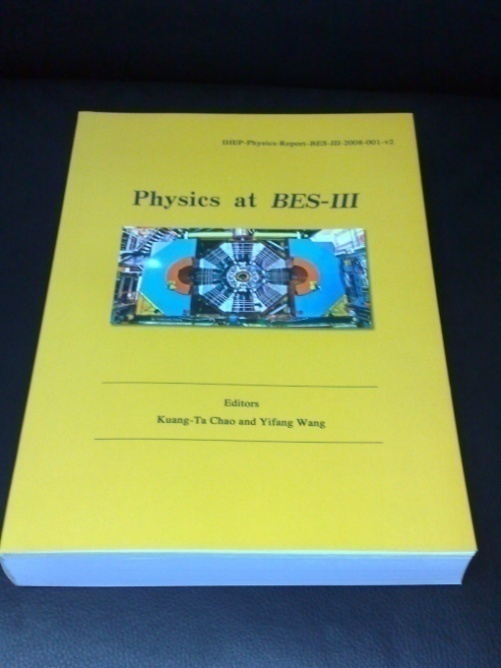 IHEP-Physics-Report-BES-III-2008-001-v2
Physics at BES-III
Editors
Kuang-Ta Chao and Yifang Wang